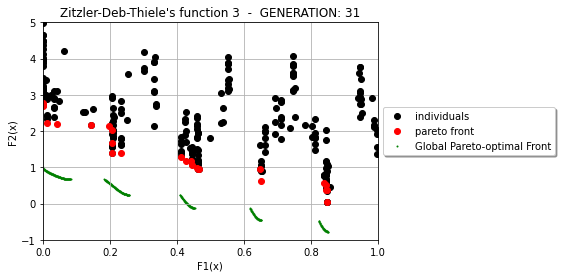 Zitzler-Deb-Thiele's function 3 - GENERATION: 31
5
4
3
2
1
0
−1
F2(x)
0.0 0.2 0.4 0.6 0.8 1.0
F1(x)
individuals
pareto front
Global Pareto-optimal Front